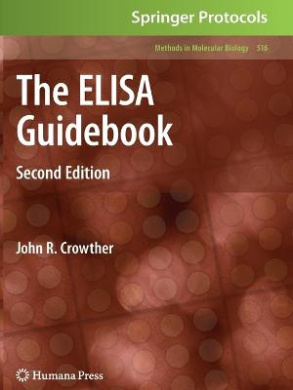 Springer Protocols
Methods in Molecular Biology 516
The ELISA
Guidebook
Second Edition
John R. Crowther
Humana Press